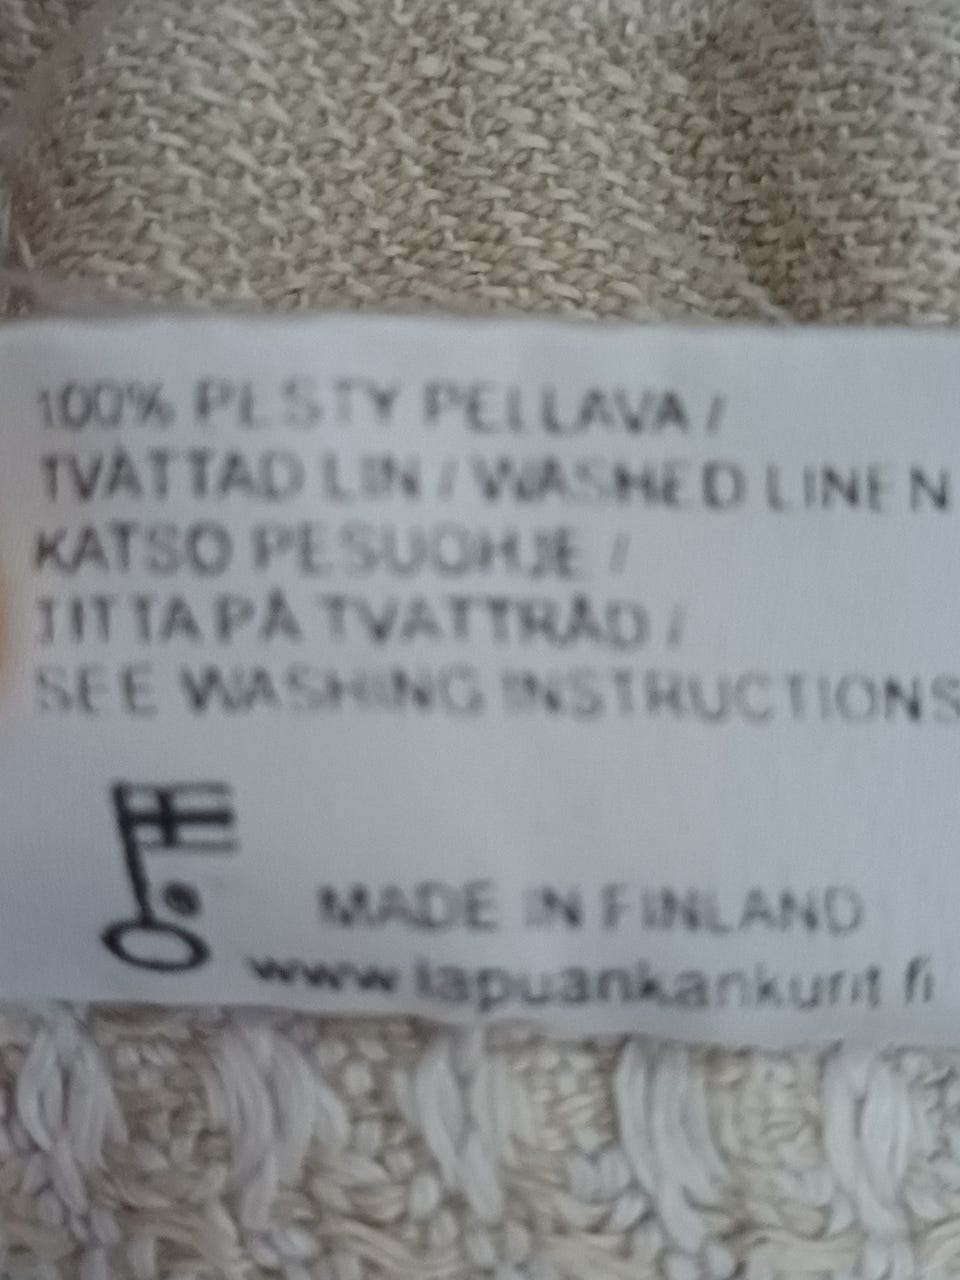 100% PESTY PELLAVA /
TVÄTTAD LIN / WASHED LINEN
KATSO PESUOHJE /
TITTA PÅ TVÄTTRÅD /
SEE WASHING INSTRUCTIONS
MADE IN FINLAND
www.lapuankankurit.fi